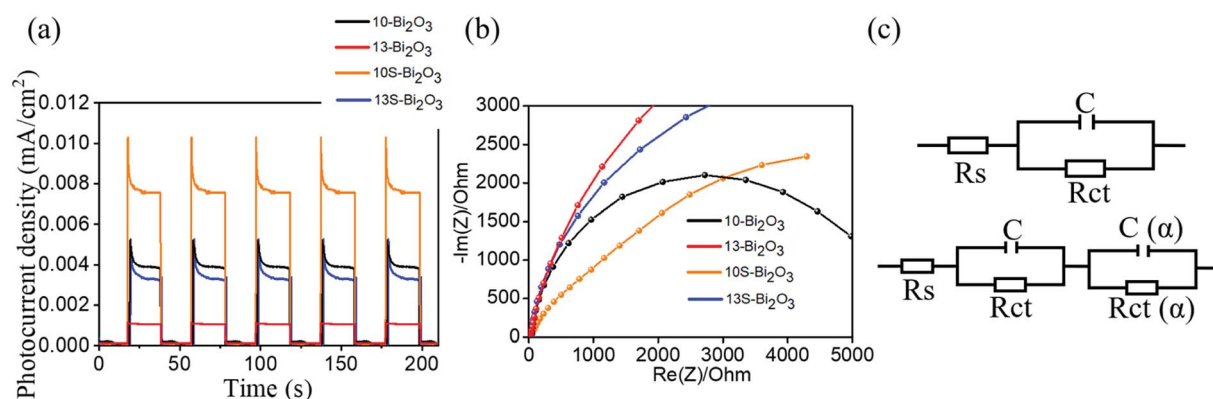 (a)
10-Bi₂O₃
13-Bi₂O₃
10S-Bi₂O₃
13S-Bi₂O₃
Photocurrent density (mA/cm²)
0.012
0.010
0.008
0.006
0.004
0.002
0.000
0 50 100 150 200
Time (s)
(b)
-Im(Z)/Ohm
3000
2500
2000
1500
1000
500
0
10-Bi₂O₃
13-Bi₂O₃
10S-Bi₂O₃
13S-Bi₂O₃
0 1000 2000 3000 4000 5000
Re(Z)/Ohm
(c)
C
Rs
Rct
C C (α)
Rs Rct Rct (α)